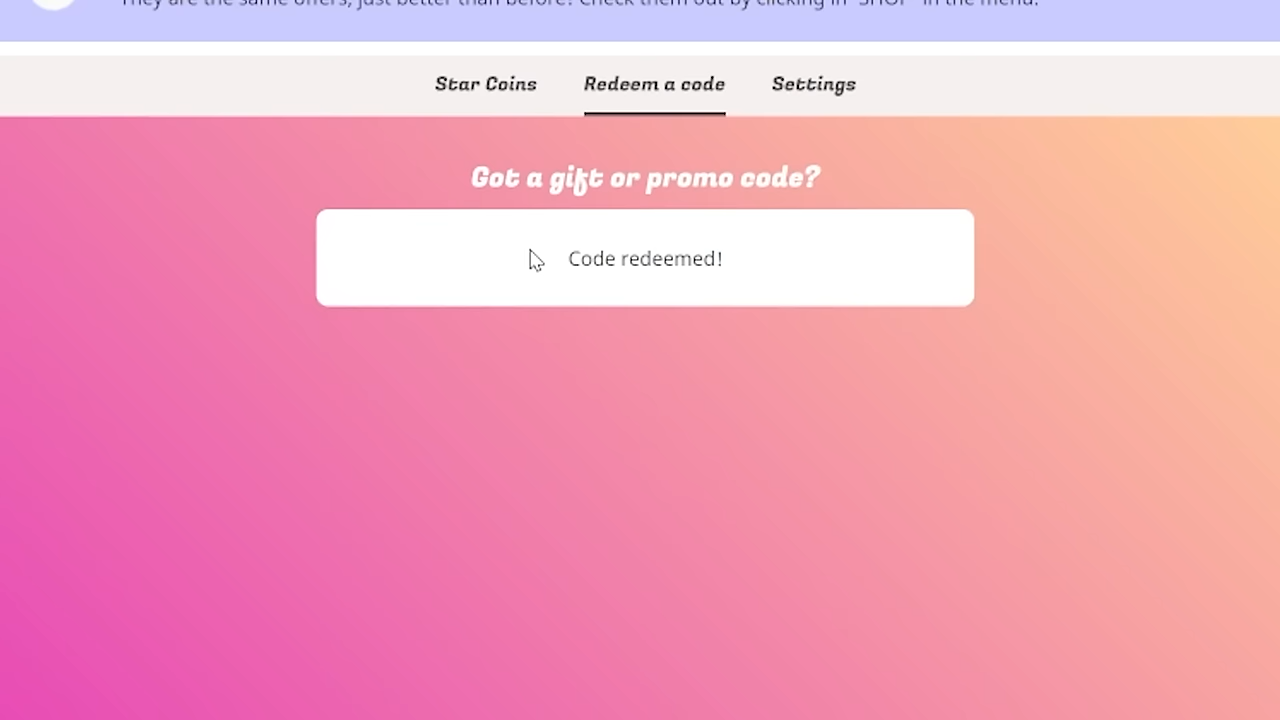 They are the same offers, just better than before! Check them out by clicking in "SHOP" in the menu.
Star Coins Redeem a code Settings
Got a gift or promo code?
Code redeemed!